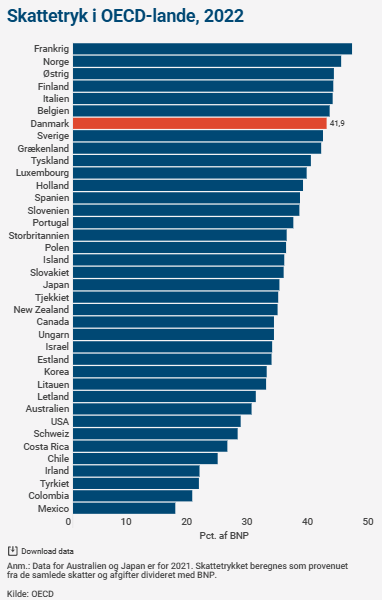 Skattetryk i OECD-lande, 2022
Frankrig
Norge
Østrig
Finland
Italien
Belgien
Danmark 41,9
Sverige
Grækenland
Tyskland
Luxembourg
Holland
Spanien
Slovenien
Portugal
Storbritannien
Polen
Island
Slovakiet
Japan
Tjekkiet
New Zealand
Canada
Ungarn
Israel
Estland
Korea
Litauen
Letland
Australien
USA
Schweiz
Costa Rica
Chile
Irland
Tyrkiet
Colombia
Mexico
0 10 20 30 40 50
Pct. af BNP
Download data
Anm.: Data for Australien og Japan er for 2021. Skattetrykket beregnes som provenuet
fra de samlede skatter og afgifter divideret med BNP.
Kilde: OECD